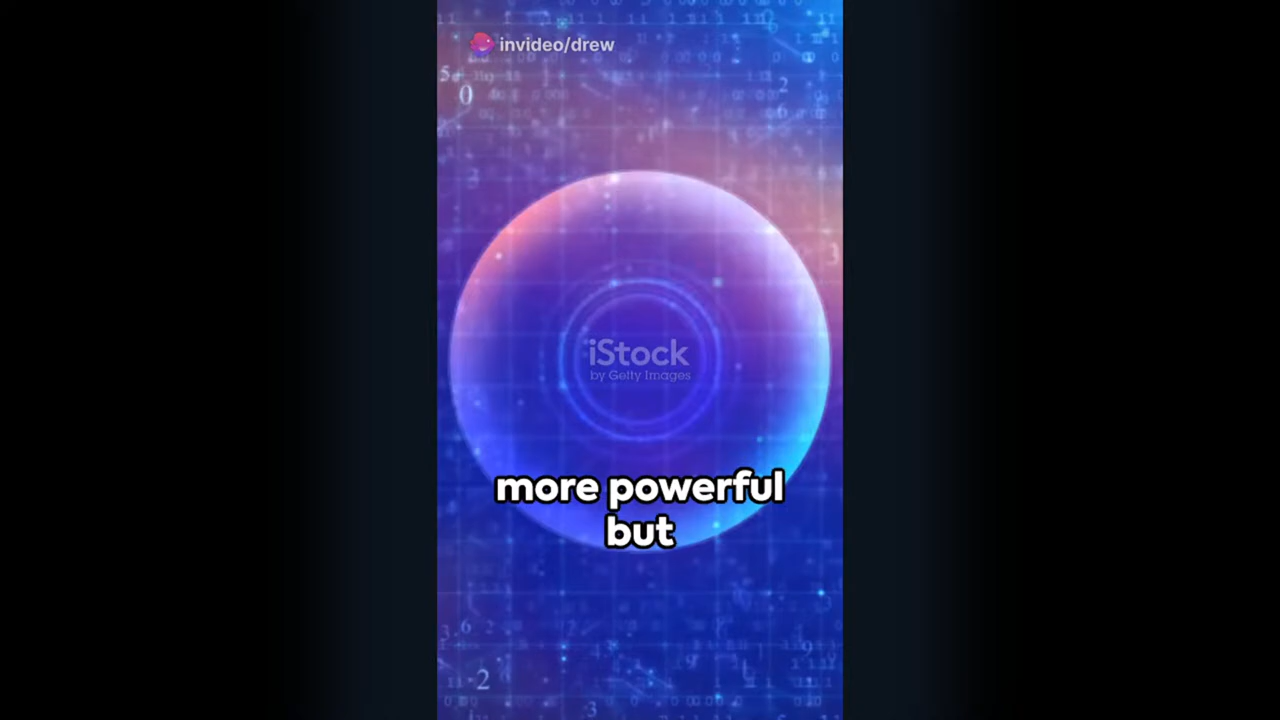 invideo/drew
iStock
by Getty Images
more powerful
but